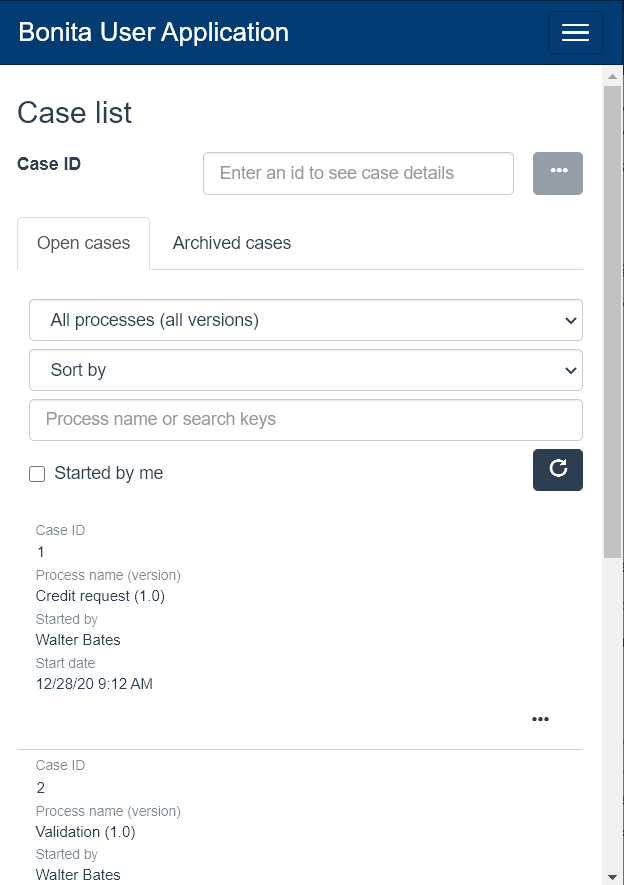 Bonita User Application
Case list
Case ID
Enter an id to see case details
Open cases
Archived cases
All processes (all versions)
Sort by
Process name or search keys
Started by me
Case ID
1
Process name (version)
Credit request (1.0)
Started by
Walter Bates
Start date
12/28/20 9:12 AM
Case ID
2
Process name (version)
Validation (1.0)
Started by
Walter Bates